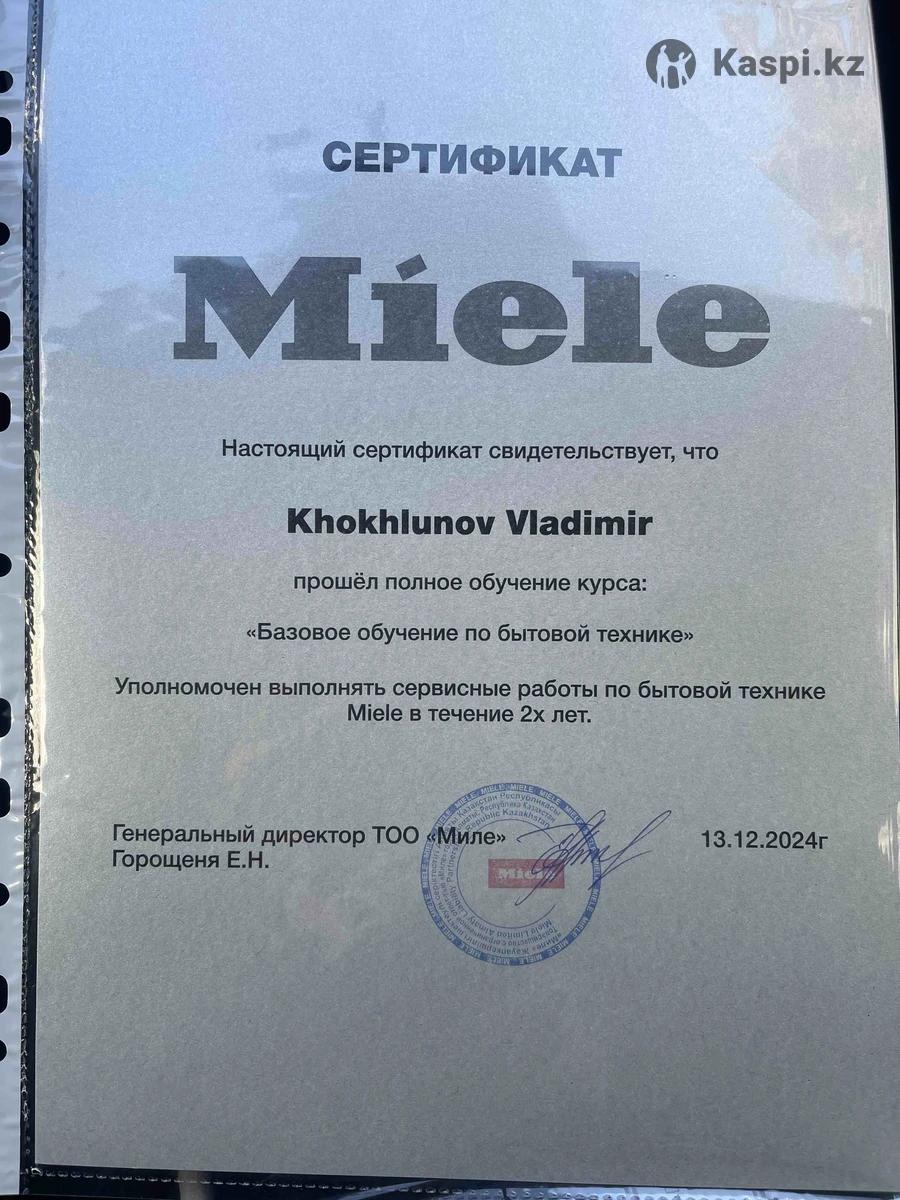 Kaspi.kz
СЕРТИФИКАТ
Miele
Настоящий сертификат свидетельствует, что
Khokhlunov Vladimir
прошёл полное обучение курса:
«Базовое обучение по бытовой технике»
Уполномочен выполнять сервисные работы по бытовой технике
Miele в течение 2х лет.
Генеральный директор ТОО «Миле»
Горощеня Е.Н.
13.12.2024г
Miele